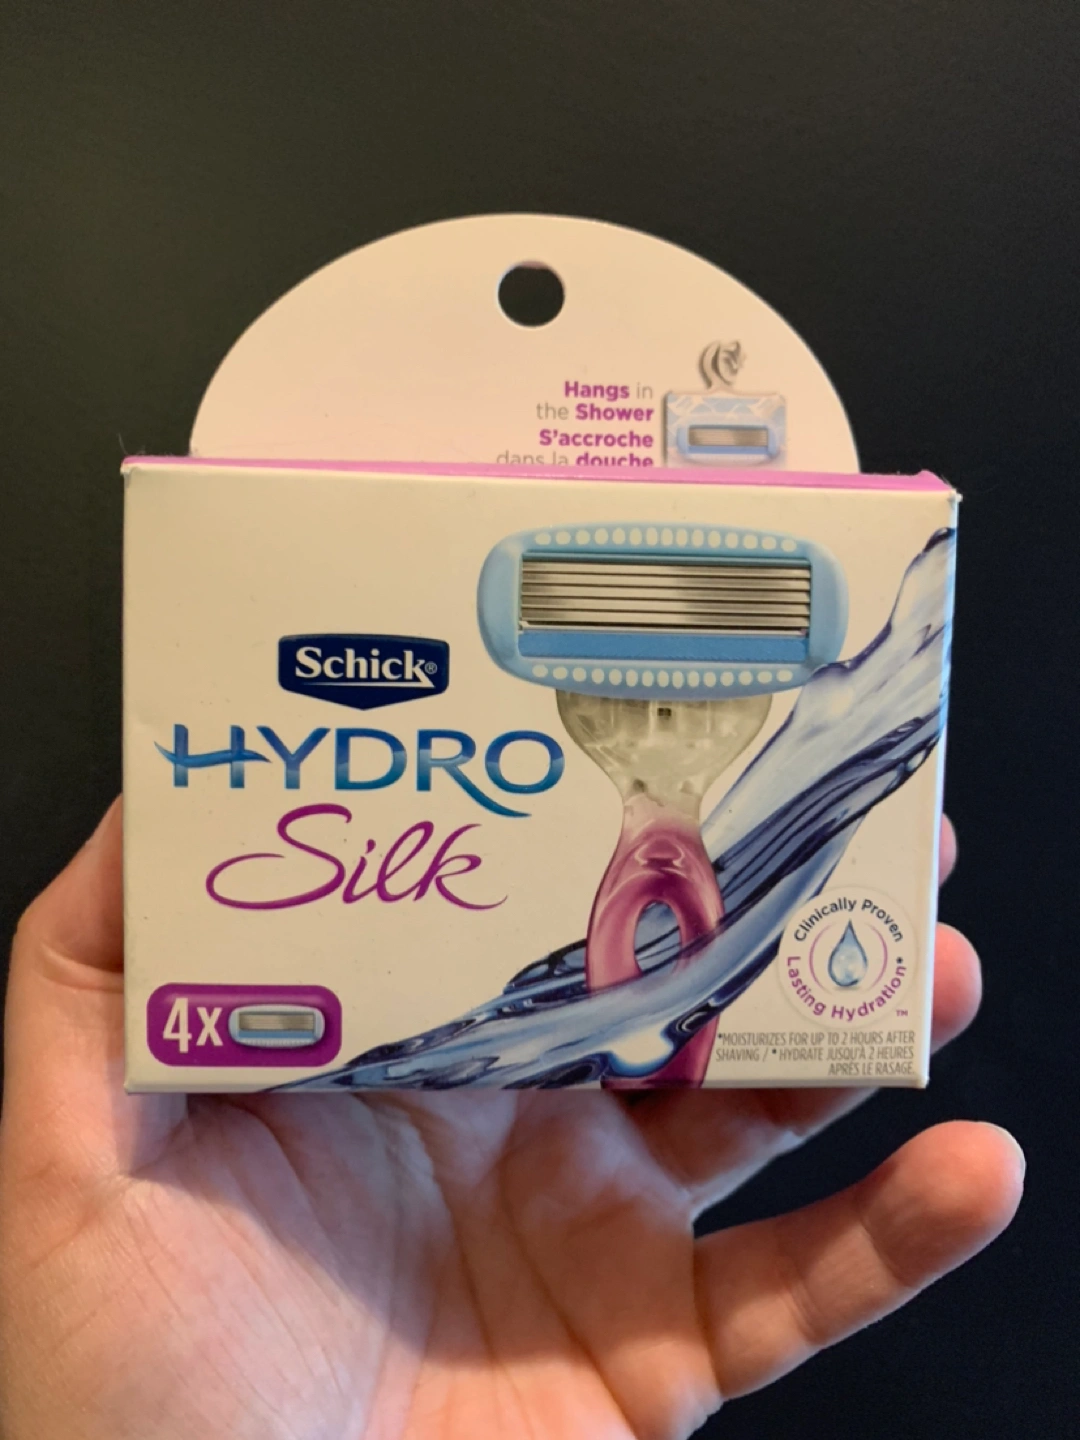 Hangs in
the Shower
S'accroche
dans la douche
Schick®
HYDRO
Silk
4x
Clinically Proven
Lasting Hydration*
TM
*MOISTURIZES FOR UP TO 2 HOURS AFTER
SHAVING / * HYDRATE JUSQU'À 2 HEURES
APRÈS LE RASAGE.